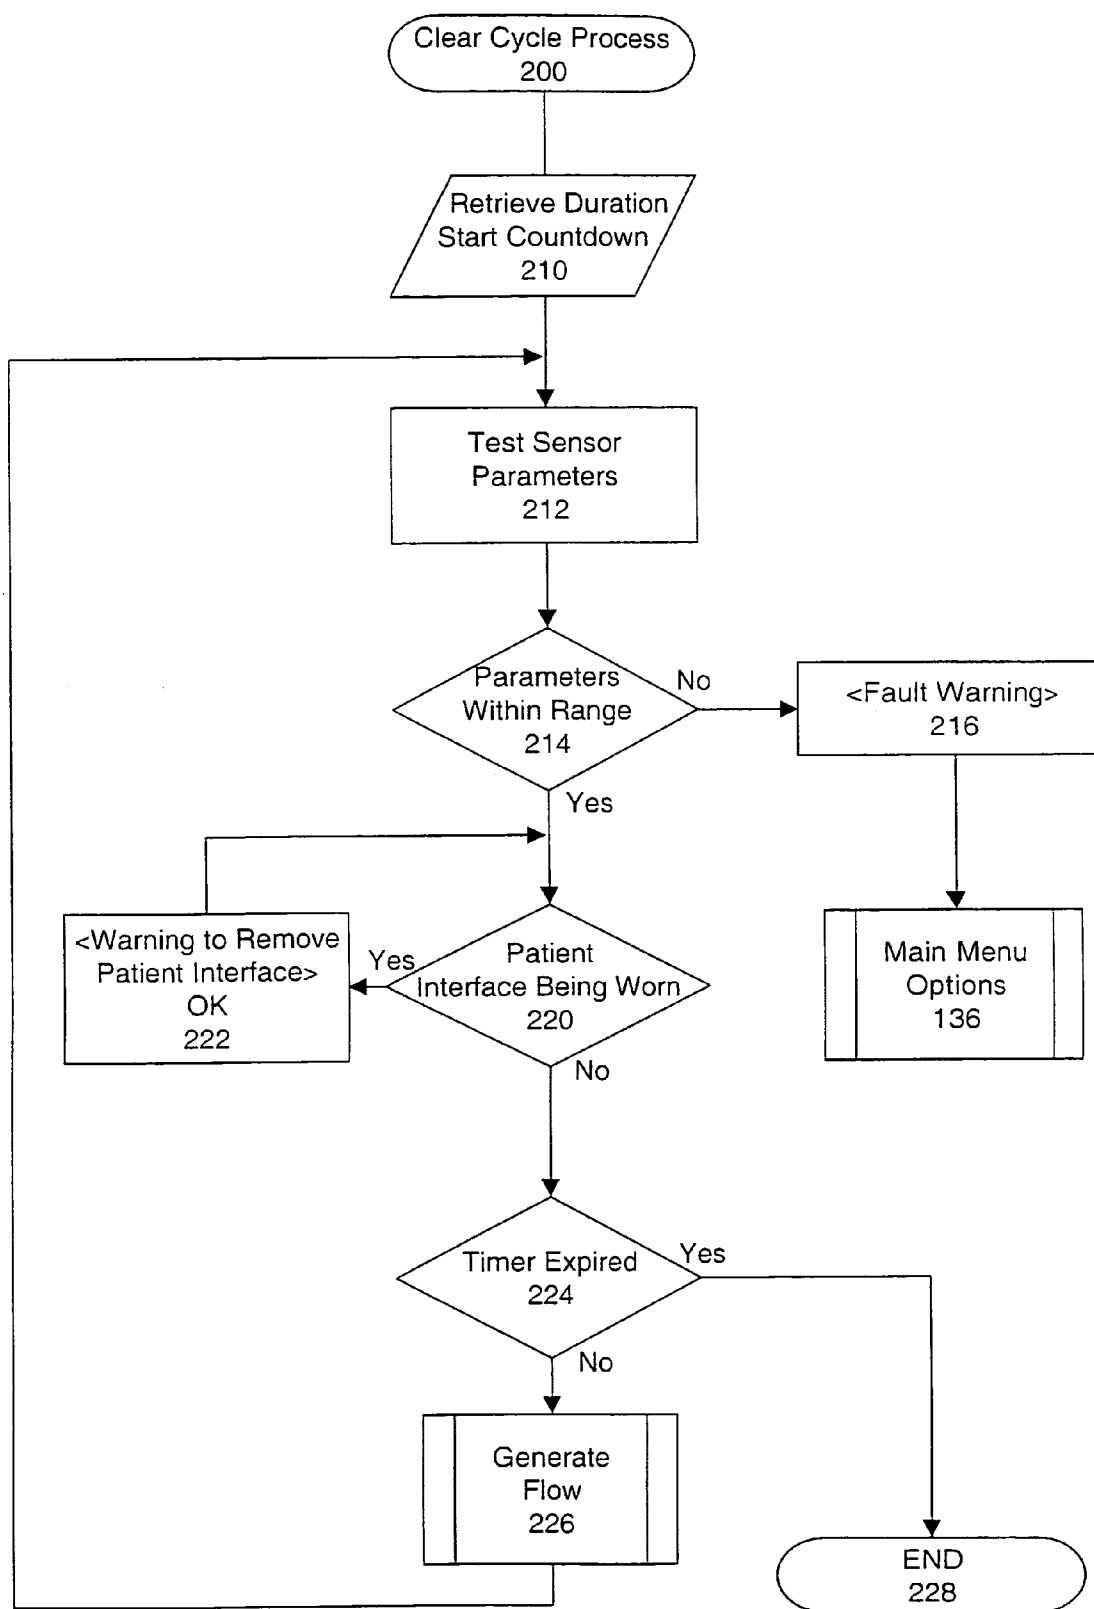 Clear Cycle Process
200
Retrieve Duration
Start Countdown
210
Test Sensor
Parameters
212
Parameters
Within Range
214
No
<Fault Warning>
216
Yes
<Warning to Remove
Patient Interface>
OK
222
Yes
Patient
Interface Being Worn
220
Main Menu
Options
136
No
Timer Expired
224
Yes
No
Generate
Flow
226
END
228